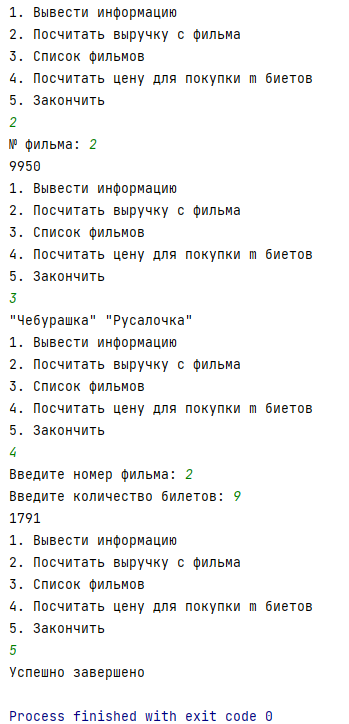 1. Вывести информацию
2. Посчитать выручку с фильма
3. Список фильмов
4. Посчитать цену для покупки m биетов
5. Закончить
2
№ фильма: 2
9950
1. Вывести информацию
2. Посчитать выручку с фильма
3. Список фильмов
4. Посчитать цену для покупки m биетов
5. Закончить
3
"Чебурашка" "Русалочка"
1. Вывести информацию
2. Посчитать выручку с фильма
3. Список фильмов
4. Посчитать цену для покупки m биетов
5. Закончить
4
Введите номер фильма: 2
Введите количество билетов: 9
1791
1. Вывести информацию
2. Посчитать выручку с фильма
3. Список фильмов
4. Посчитать цену для покупки m биетов
5. Закончить
5
Успешно завершено
Process finished with exit code 0